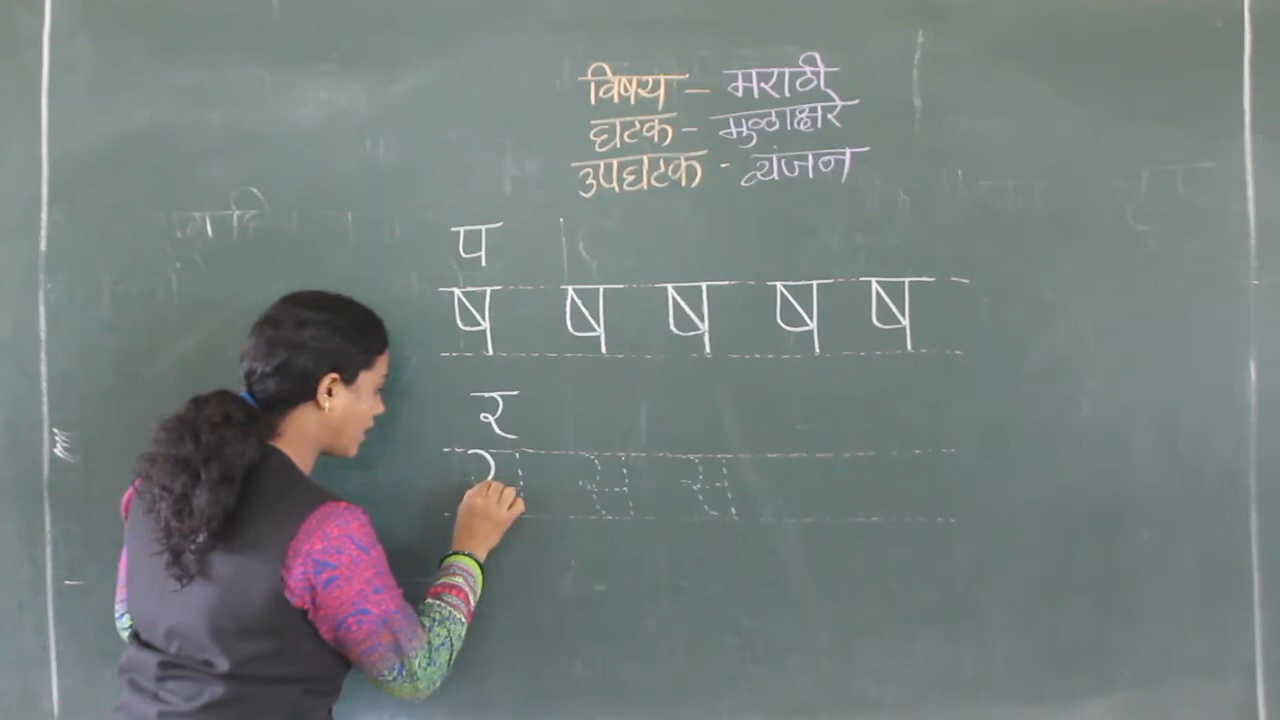 विषय - मराठी
घटक - मुळाक्षरे
उपघटक - व्यंजन
प
ष ष ष ष ष
र
स स